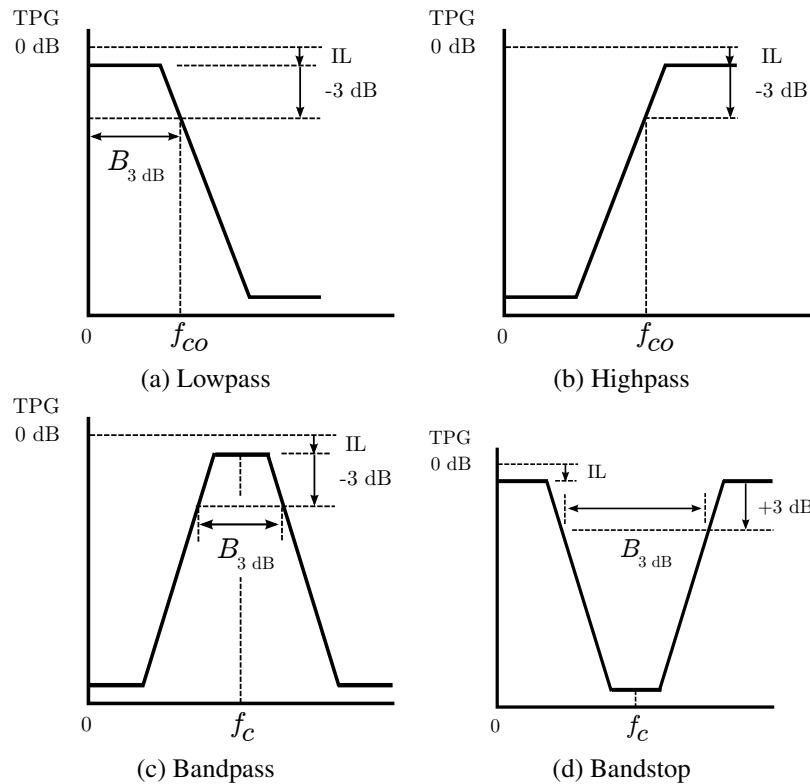 TPG
0 dB
IL
-3 dB
B3 dB
0
fco
(a) Lowpass
TPG
0 dB
IL
-3 dB
0
fco
(b) Highpass
TPG
0 dB
IL
-3 dB
B3 dB
0
fc
(c) Bandpass
TPG
0 dB
IL
+3 dB
B3 dB
0
fc
(d) Bandstop